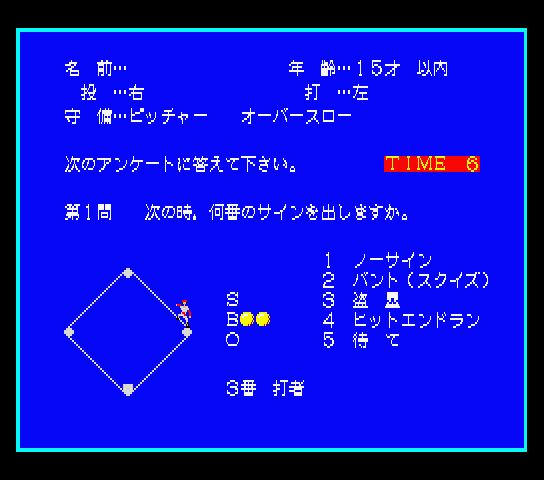 名 前… 年 齢…15才 以内
投 …右 打 …左
守 備…ピッチャー オーバースロー
次のアンケートに答えて下さい。 TIME 6
第1問 次の時,何番のサインを出しますか。
1 ノーサイン
2 バント(スクイズ)
S 3 盗 塁
B 4 ヒットエンドラン
O 5 待 て
3番 打者